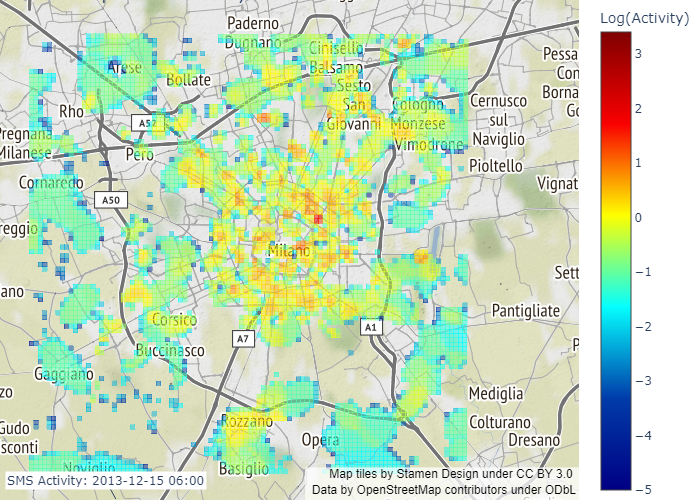 Log(Activity)
3
2
1
0
−1
−2
−3
−4
−5
Paderno
Dugnano
Cinisello
Balsamo
Sesto
San
Giovanni
Arese
Bollate
Rho
A52
Pero
Pregnana
Milanese
Cornaredo
A50
Cologno
Monzese
Vimodrone
Cernusco
sul
Naviglio
Pioltello
Pessa
Con
Borna
Go
Vignat
reggio
Milano
Sett
ano
Pantigliate
Corsico
A7
A1
Buccinasco
Gaggiano
Mediglia
Colturano
Dresano
Rozzano
Opera
Basiglio
zo
Gudo
sconti
Noviglio
P
SMS Activity: 2013-12-15 06:00
Map tiles by Stamen Design under CC BY 3.0
Data by OpenStreetMap contributors under ODbL